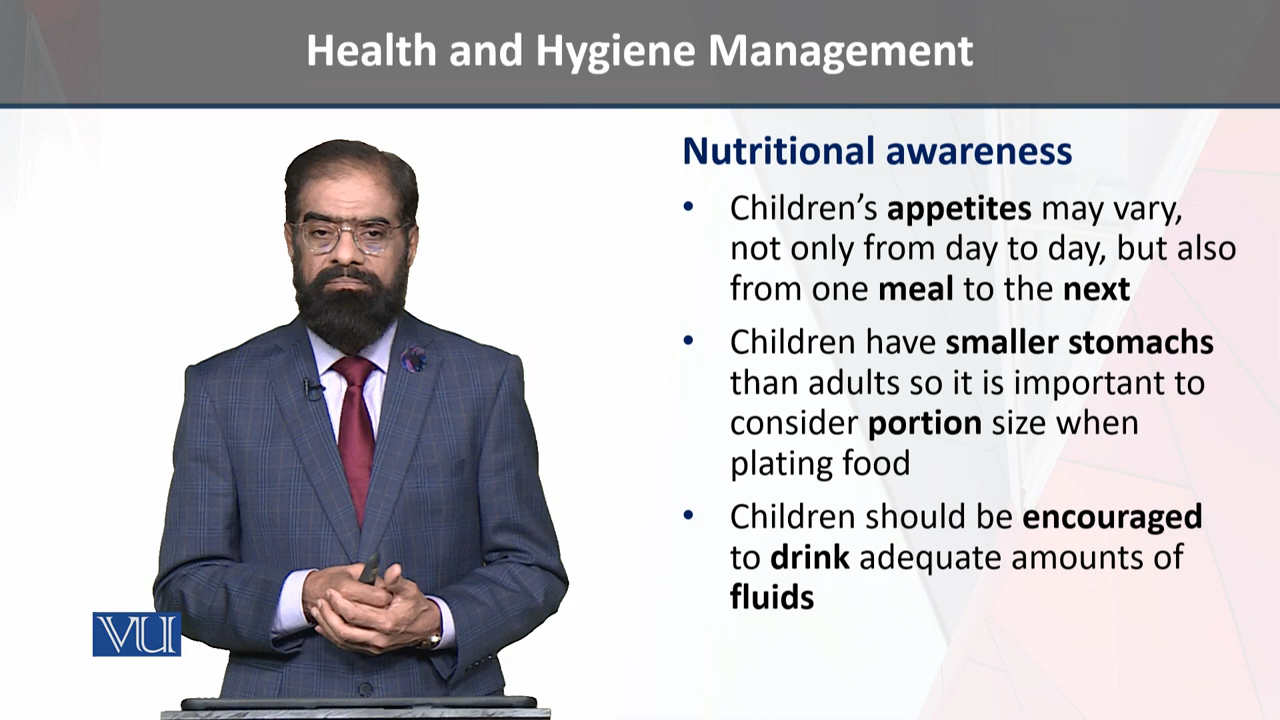 Health and Hygiene Management
Nutritional awareness
• Children’s appetites may vary,
not only from day to day, but also
from one meal to the next
• Children have smaller stomachs
than adults so it is important to
consider portion size when
plating food
• Children should be encouraged
to drink adequate amounts of
fluids
VU